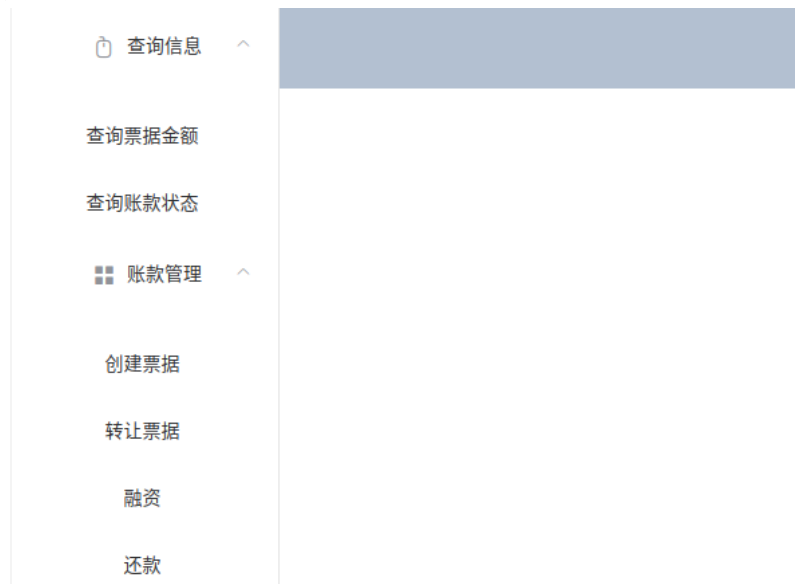 查询信息
查询票据金额
查询账款状态
账款管理
创建票据
转让票据
融资
还款